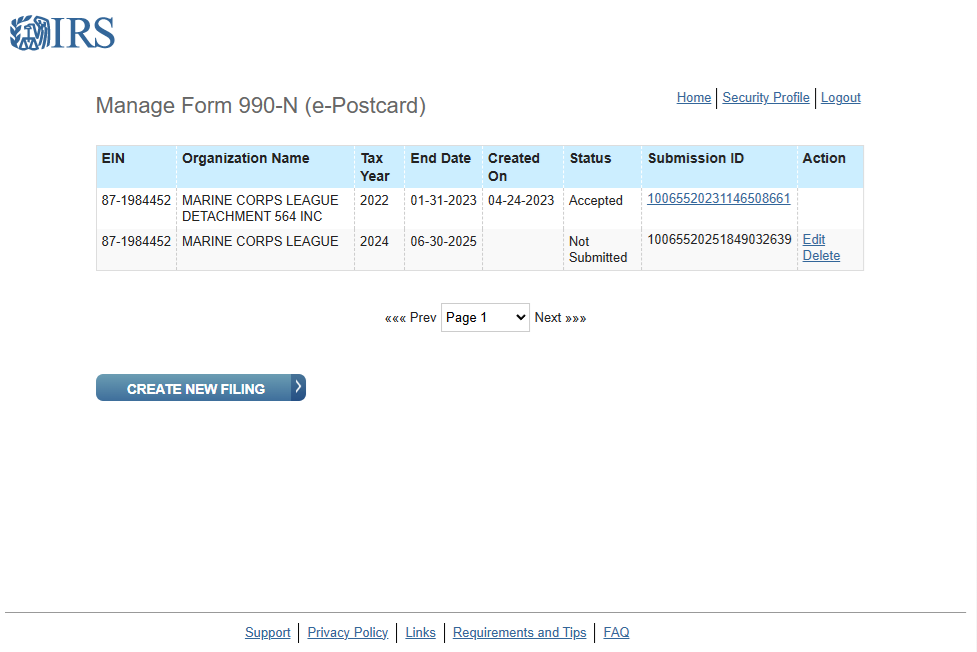 IRS
Manage Form 990-N (e-Postcard)
Home Security Profile Logout
EIN Organization Name Tax Year End Date Created On Status Submission ID Action
87-1984452 MARINE CORPS LEAGUE DETACHMENT 564 INC 2022 01-31-2023 04-24-2023 Accepted 10065520231146508661
87-1984452 MARINE CORPS LEAGUE 2024 06-30-2025 Not Submitted 10065520251849032639 Edit Delete
««« Prev Page 1 Next »»»
CREATE NEW FILING
Support Privacy Policy Links Requirements and Tips FAQ